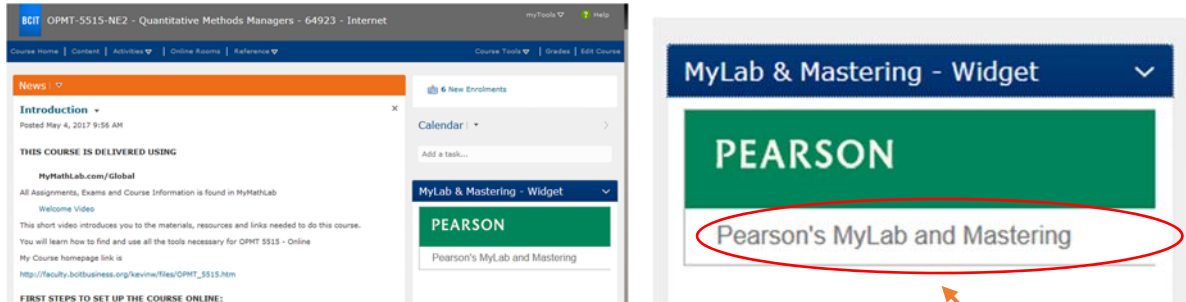 BCIT OPMT-5515-NE2 - Quantitative Methods Managers - 64923 - Internet
myTools Help
Course Home | Content | Activities | Online Rooms | Reference
Course Tools | Grades | Edit Course
News
Introduction
Posted May 4, 2017 9:56 AM
THIS COURSE IS DELIVERED USING
MyMathLab.com/Global
All Assignments, Exams and Course Information is found in MyMathLab
Welcome Video
This short video introduces you to the materials, resources and links needed to do this course.
You will learn how to find and use all the tools necessary for OPMT 5515 - Online
My Course homepage link is
http://faculty.bcitbusiness.org/kevinw/files/OPMT_5515.htm
FIRST STEPS TO SET UP THE COURSE ONLINE:
6 New Enrolments
Calendar
Add a task...
MyLab & Mastering - Widget
PEARSON
Pearson's MyLab and Mastering
MyLab & Mastering - Widget
PEARSON
Pearson's MyLab and Mastering